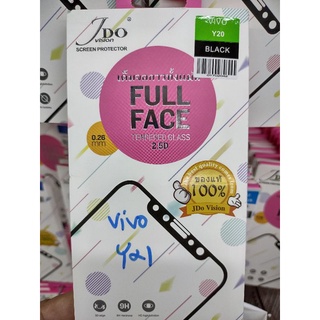 JDO
vision
SCREEN PROTECTOR
VIVO
Y20
BLACK
FULL
FACE
TEMPERED GLASS
2.5D
0.26
mm
ของแท้
100%
JDo Vision
vivo
Y21
9H